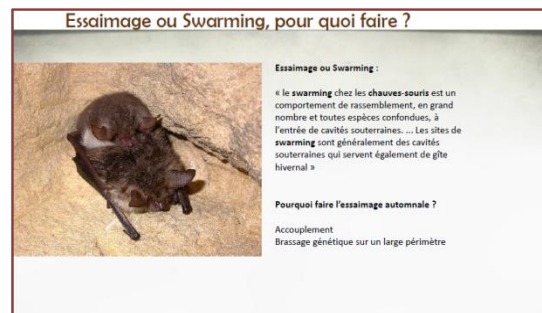 Essaimage ou Swarming, pour quoi faire ?
Essaimage ou Swarming :
« le swarming chez les chauves-souris est un
comportement de rassemblement, en grand
nombre et toutes espèces confondues, à
l'entrée de cavités souterraines. ... Les sites de
swarming sont généralement des cavités
souterraines qui servent également de gîte
hivernal »
Pourquoi faire l'essaimage automnale ?
Accouplement
Brassage génétique sur un large périmètre